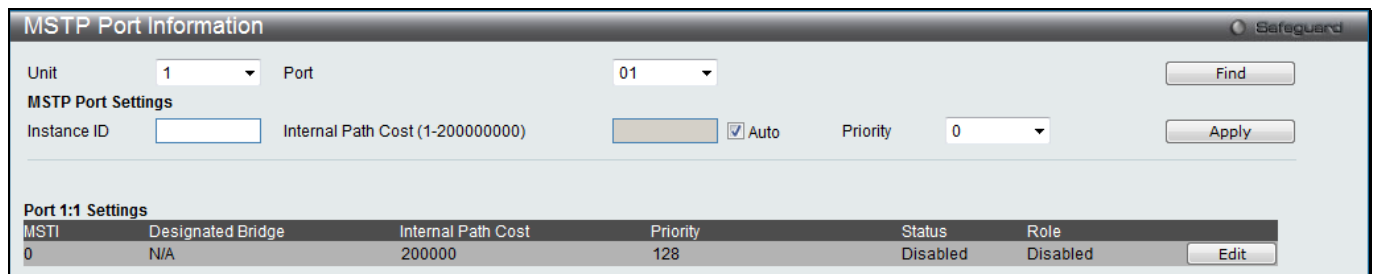 MSTP Port Information
Safeguard
Unit 1 Port 01 Find
MSTP Port Settings
Instance ID Internal Path Cost (1-200000000) Auto Priority 0 Apply
Port 1:1 Settings
MSTI Designated Bridge Internal Path Cost Priority Status Role
0 N/A 200000 128 Disabled Disabled Edit